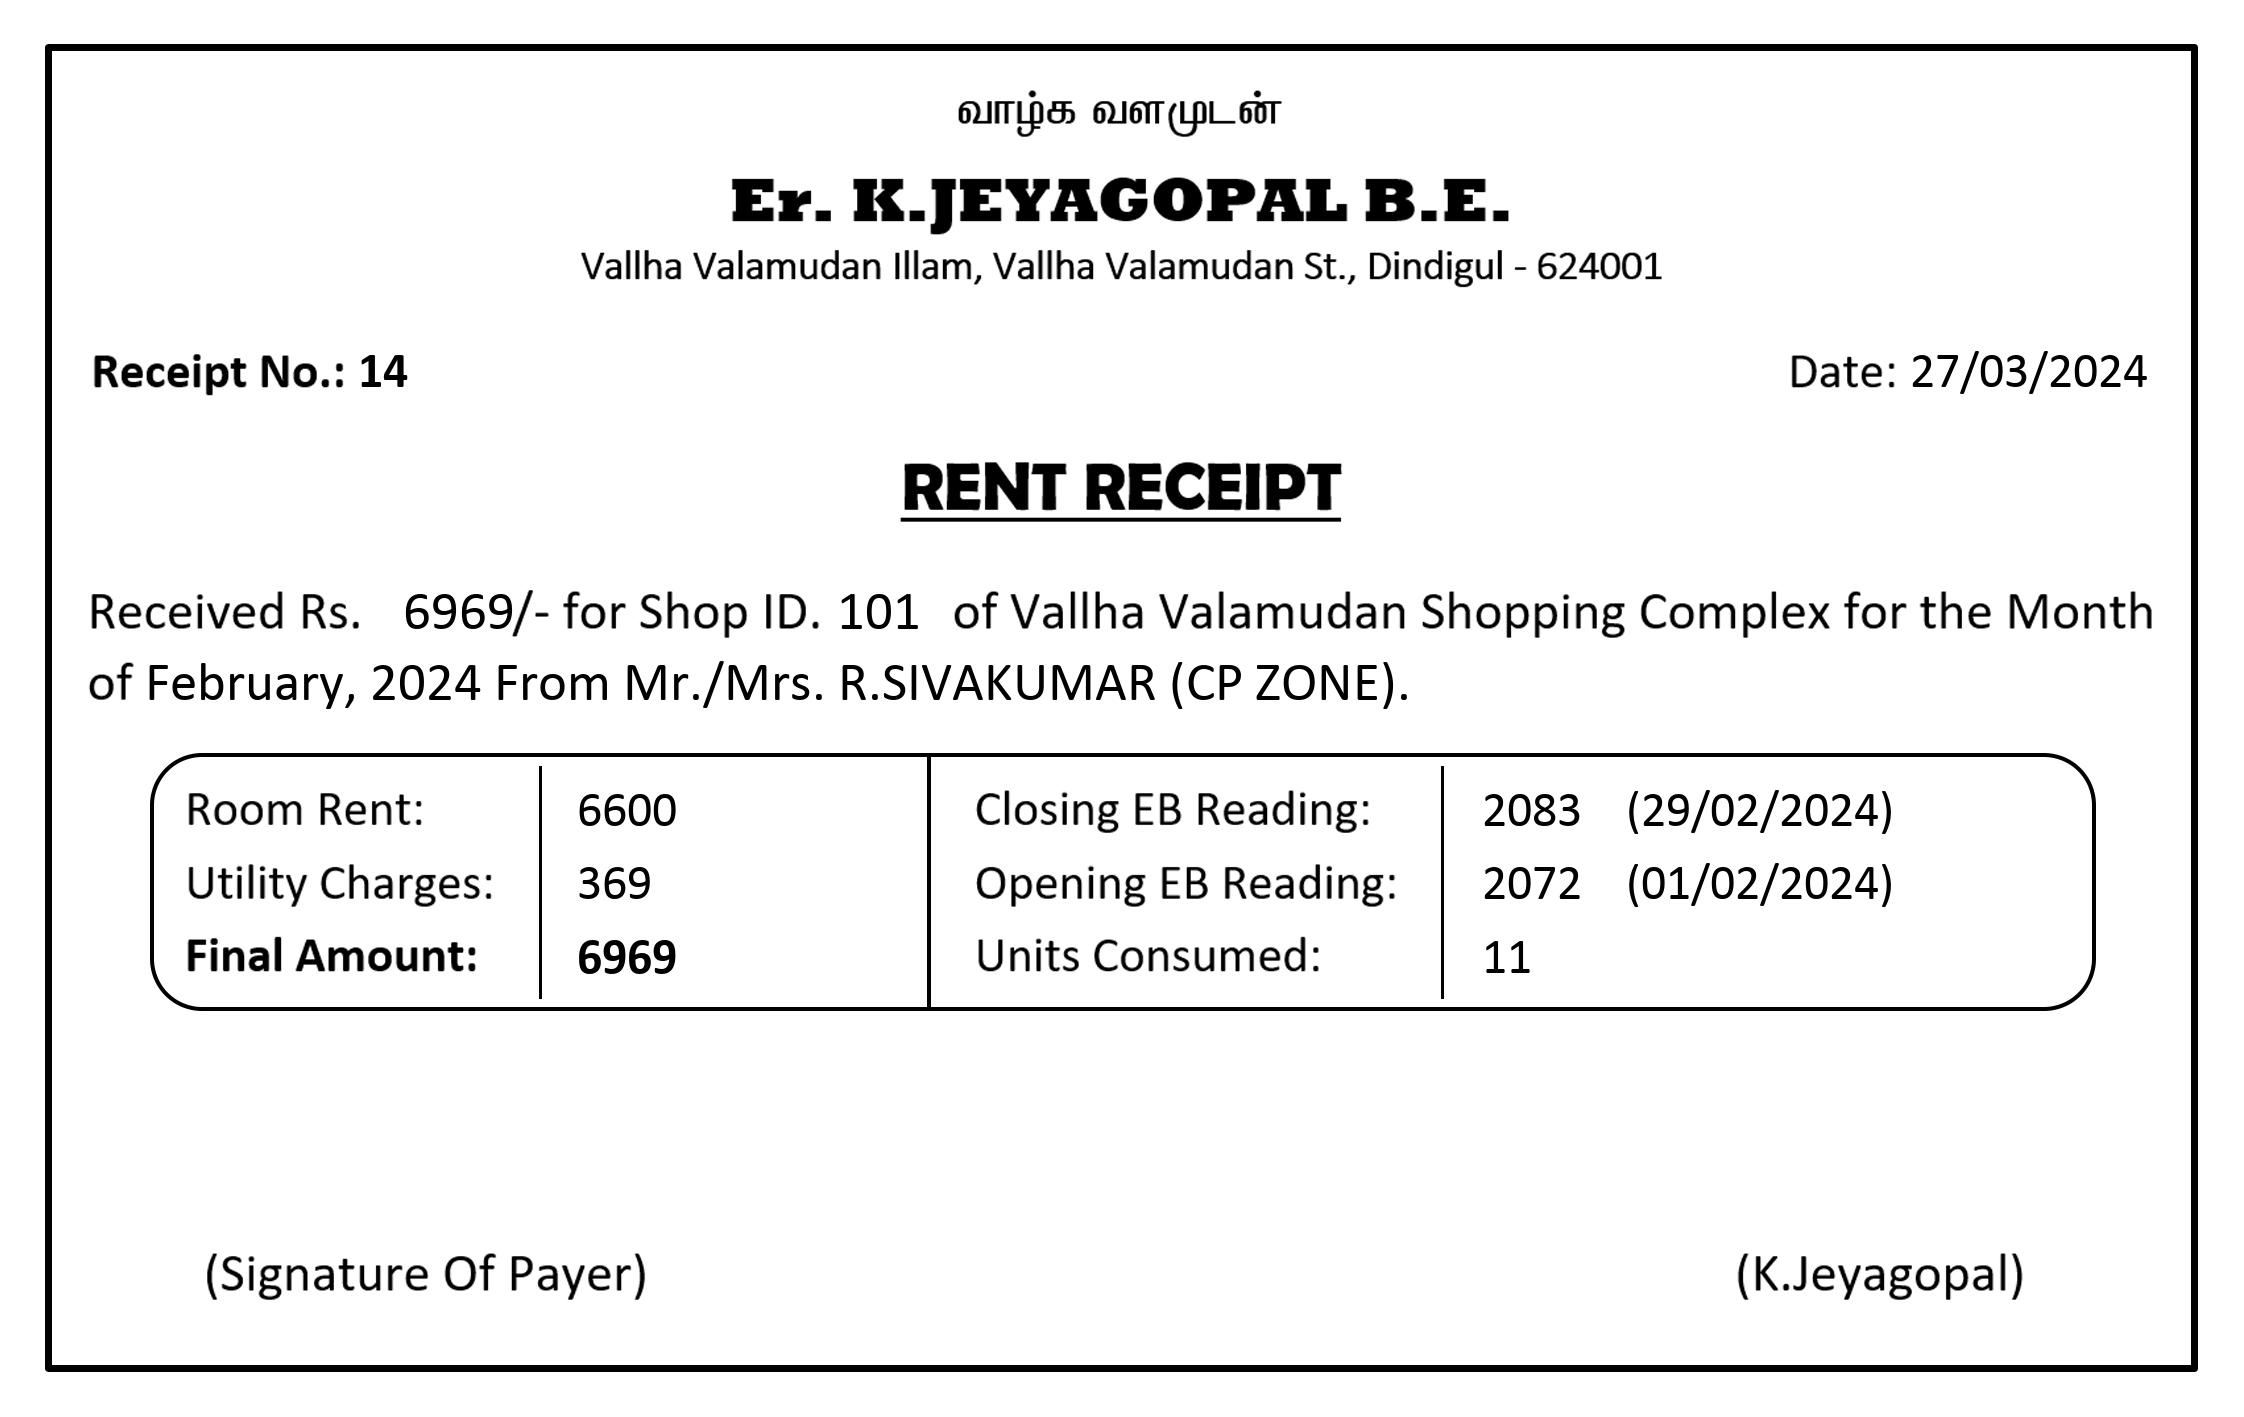 வாழ்க வளமுடன்
Er. K.JEYAGOPAL B.E.
Vallha Valamudan Illam, Vallha Valamudan St., Dindigul - 624001
Receipt No.: 14 Date: 27/03/2024
RENT RECEIPT
Received Rs. 6969/- for Shop ID. 101 of Vallha Valamudan Shopping Complex for the Month
of February, 2024 From Mr./Mrs. R.SIVAKUMAR (CP ZONE).
Room Rent: 6600 Closing EB Reading: 2083 (29/02/2024)
Utility Charges: 369 Opening EB Reading: 2072 (01/02/2024)
Final Amount: 6969 Units Consumed: 11
(Signature Of Payer) (K.Jeyagopal)